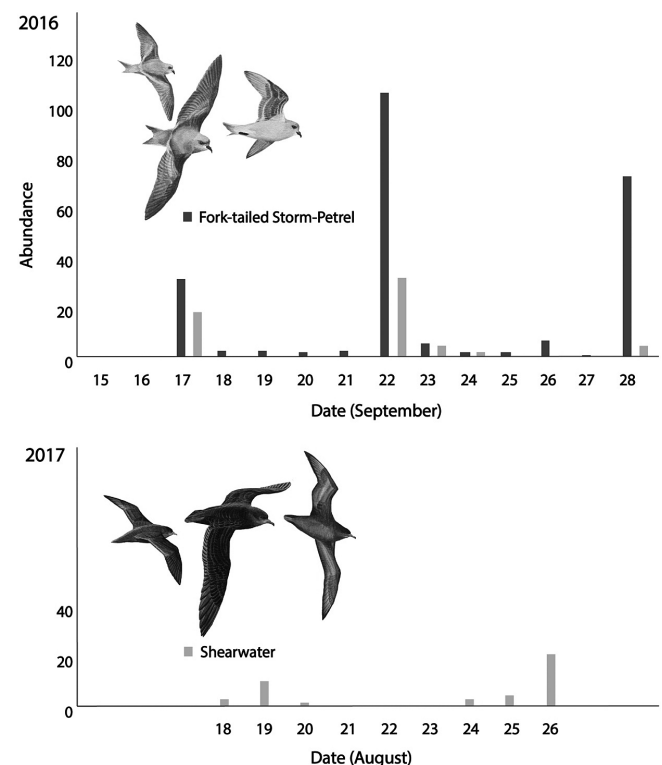 2016
120
100
80
60
40
20
0
Abundance
Fork-tailed Storm-Petrel
15 16 17 18 19 20 21 22 23 24 25 26 27 28
Date (September)
2017
40
20
0
Shearwater
18 19 20 21 22 23 24 25 26
Date (August)